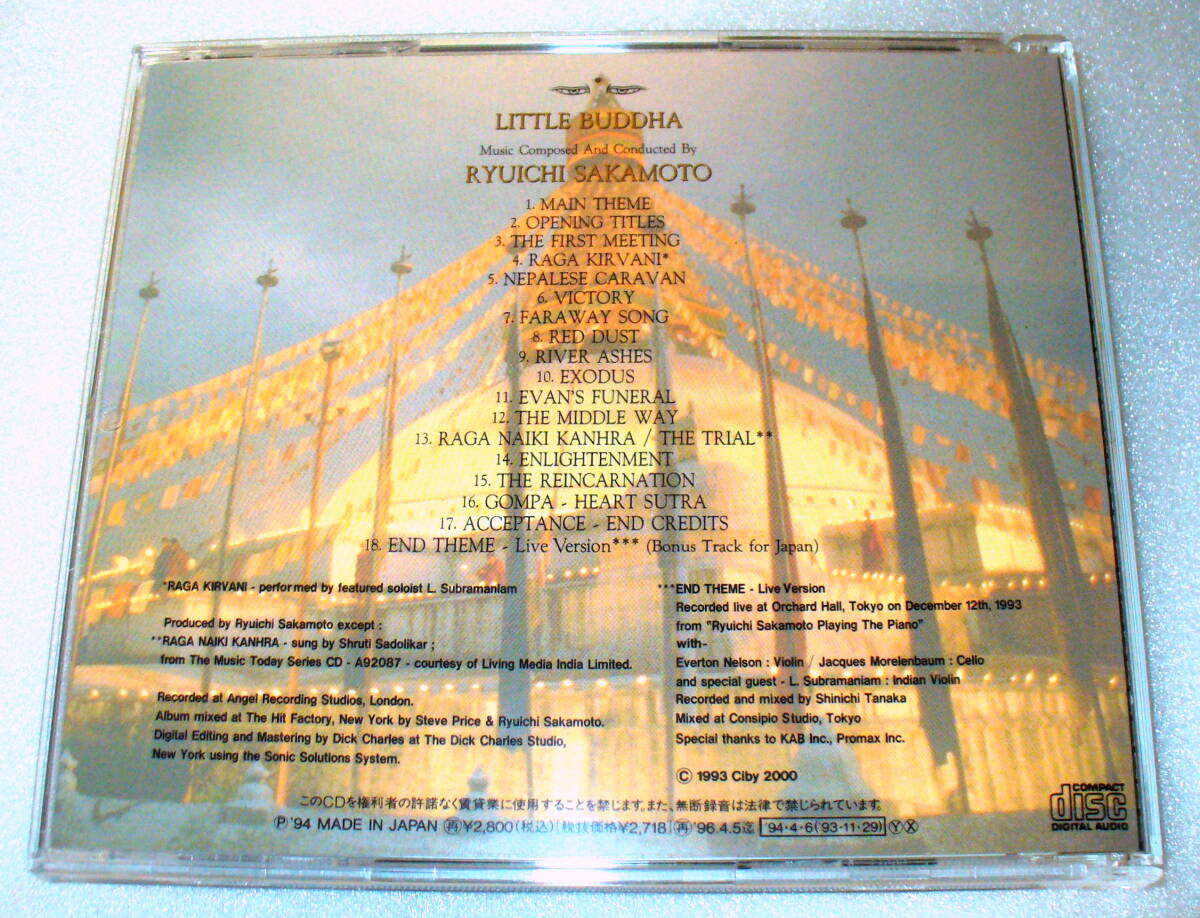 LITTLE BUDDHA
Music Composed And Conducted By
RYUICHI SAKAMOTO
1. MAIN THEME
2. OPENING TITLES
3. THE FIRST MEETING
4. RAGA KIRVANI*
5. NEPALESE CARAVAN
6. VICTORY
7. FARAWAY SONG
8. RED DUST
9. RIVER ASHES
10. EXODUS
11. EVAN'S FUNERAL
12. THE MIDDLE WAY
13. RAGA NAIKI KANHRA / THE TRIAL**
14. ENLIGHTENMENT
15. THE REINCARNATION
16. GOMPA - HEART SUTRA
17. ACCEPTANCE - END CREDITS
18. END THEME - Live Version*** (Bonus Track for Japan)
*RAGA KIRVANI - performed by featured soloist L. Subramaniam
Produced by Ryuichi Sakamoto except :
**RAGA NAIKI KANHRA - sung by Shruti Sadolikar ;
from The Music Today Series CD - A92087 - courtesy of Living Media India Limited.
Recorded at Angel Recording Studios, London.
Album mixed at The Hit Factory, New York by Steve Price & Ryuichi Sakamoto.
Digital Editing and Mastering by Dick Charles at The Dick Charles Studio,
New York using the Sonic Solutions System.
***END THEME - Live Version
Recorded live at Orchard Hall, Tokyo on December 12th, 1993
from "Ryuichi Sakamoto Playing The Piano"
with-
Everton Nelson : Violin / Jacques Morelenbaum : Cello
and special guest - L. Subramaniam : Indian Violin
Recorded and mixed by Shinichi Tanaka
Mixed at Consipio Studio, Tokyo
Special thanks to KAB Inc., Promax Inc.
Ⓒ 1993 Ciby 2000
このCDを権利者の許諾なく賃貸業に使用することを禁じます。また、無断録音は法律で禁じられています。
Ⓟ'94 MADE IN JAPAN ㊢¥2,800(税込)[税抜価格¥2,718]㊢'96.4.5迄 '94・4・6('93・11・29) ⓎⓍ
COMPACT
disc
DIGITAL AUDIO